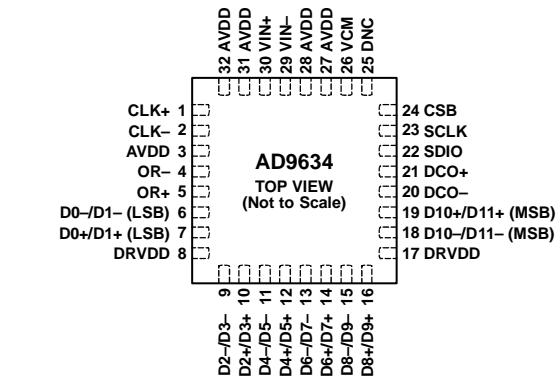 32 AVDD
31 AVDD
30 VIN+
29 VIN–
28 AVDD
27 AVDD
26 VCM
25 DNC
CLK+ 1
CLK– 2
AVDD 3
OR– 4
OR+ 5
D0–/D1– (LSB) 6
D0+/D1+ (LSB) 7
DRVDD 8
AD9634
TOP VIEW
(Not to Scale)
24 CSB
23 SCLK
22 SDIO
21 DCO+
20 DCO–
19 D10+/D11+ (MSB)
18 D10–/D11– (MSB)
17 DRVDD
D2–/D3– 9
D2+/D3+ 10
D4–/D5– 11
D4+/D5+ 12
D6–/D7– 13
D6+/D7+ 14
D8–/D9– 15
D8+/D9+ 16